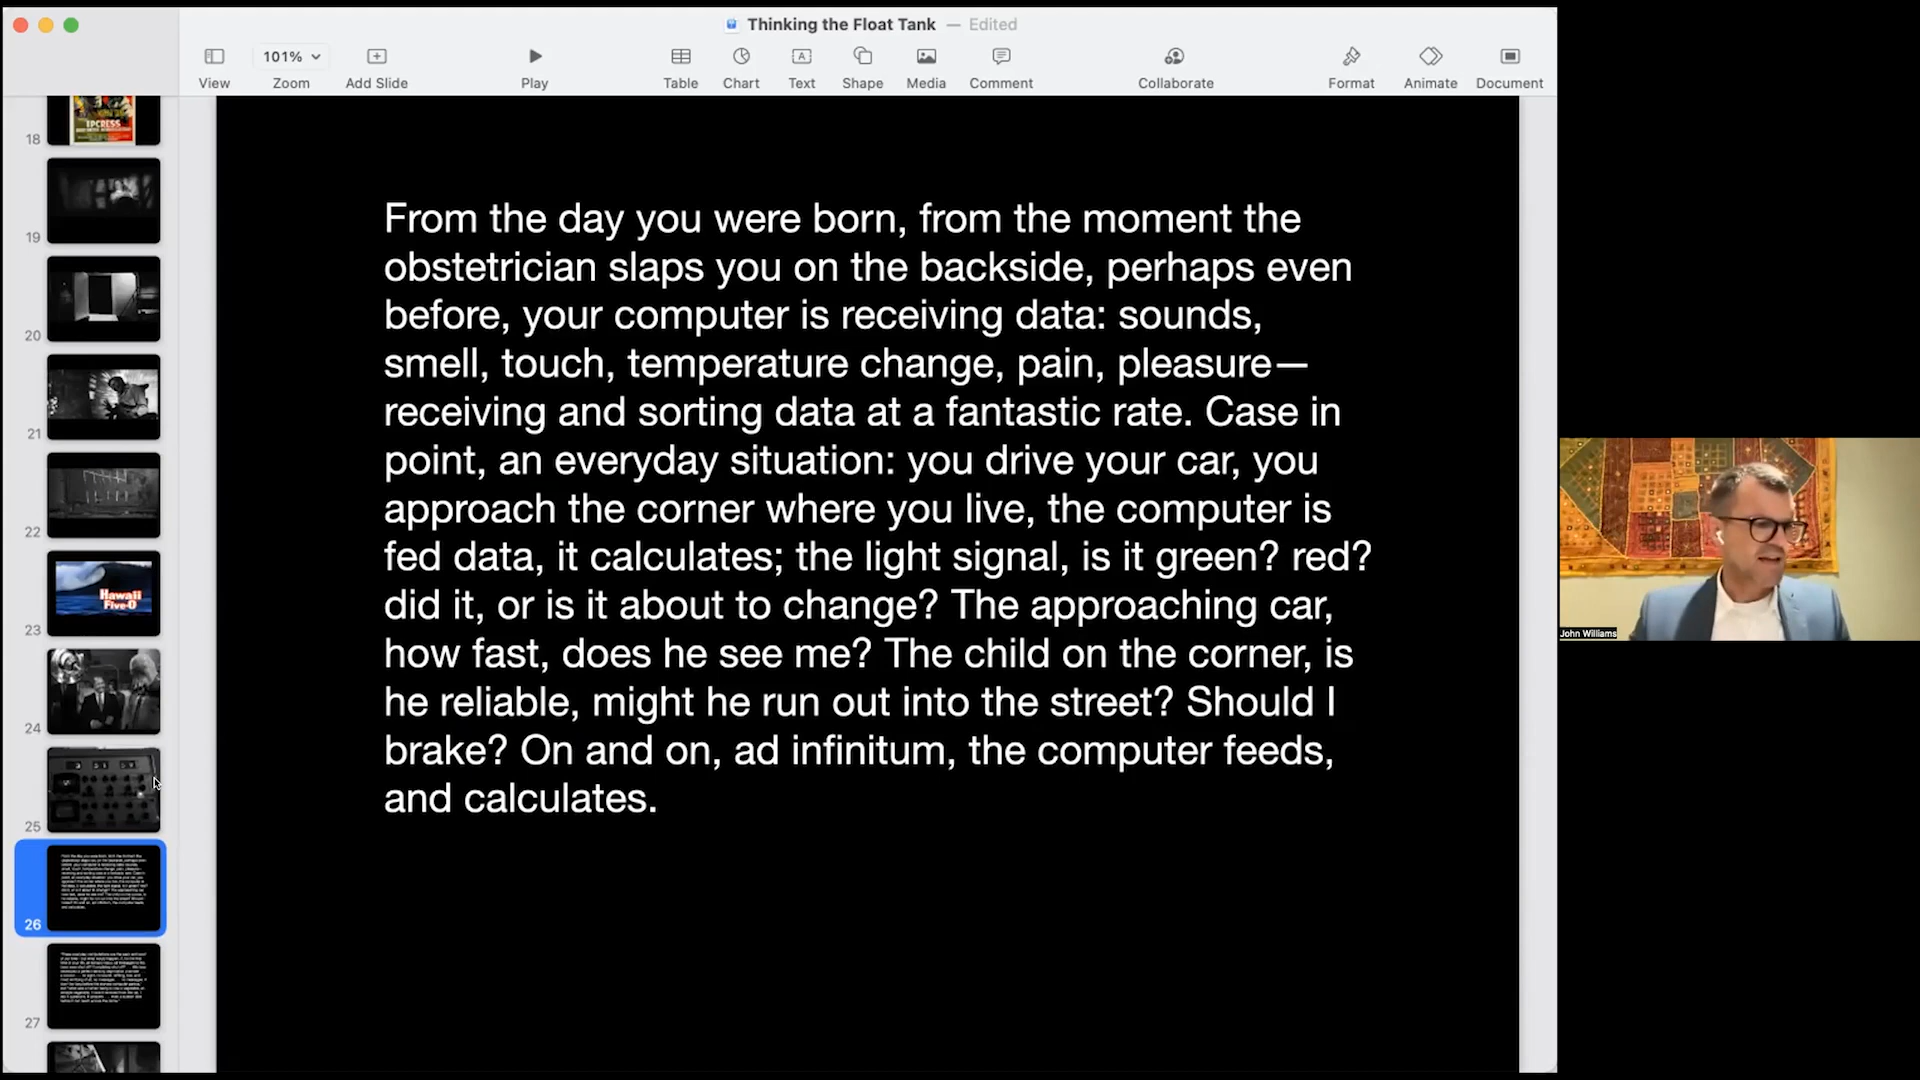 Thinking the Float Tank — Edited
101%
View
Zoom
Add Slide
Play
Table
Chart
Text
Shape
Media
Comment
Collaborate
Format
Animate
Document
IPCRESS
18
19
20
21
22
Hawaii
Five-O
23
24
25
26
27
From the day you were born, from the moment the
obstetrician slaps you on the backside, perhaps even
before, your computer is receiving data: sounds,
smell, touch, temperature change, pain, pleasure—
receiving and sorting data at a fantastic rate. Case in
point, an everyday situation: you drive your car, you
approach the corner where you live, the computer is
fed data, it calculates; the light signal, is it green? red?
did it, or is it about to change? The approaching car,
how fast, does he see me? The child on the corner, is
he reliable, might he run out into the street? Should I
brake? On and on, ad infinitum, the computer feeds,
and calculates.
John Williams